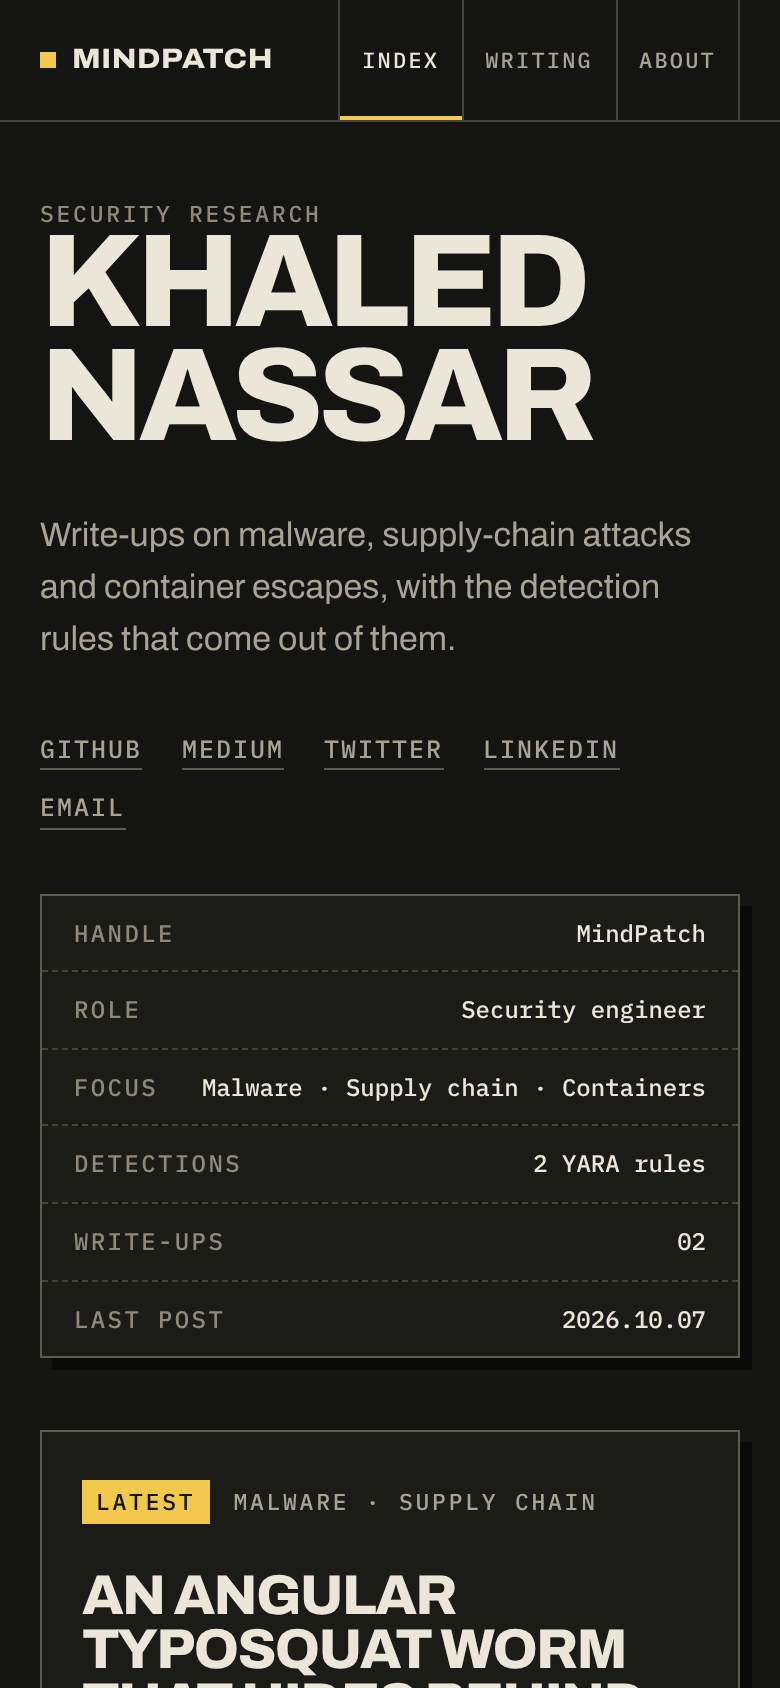 MINDPATCH INDEX WRITING ABOUT
SECURITY RESEARCH
KHALED
NASSAR
Write-ups on malware, supply-chain attacks
and container escapes, with the detection
rules that come out of them.
GITHUB MEDIUM TWITTER LINKEDIN
EMAIL
HANDLE MindPatch
ROLE Security engineer
FOCUS Malware · Supply chain · Containers
DETECTIONS 2 YARA rules
WRITE-UPS 02
LAST POST 2026.10.07
LATEST MALWARE · SUPPLY CHAIN
AN ANGULAR
TYPOSQUAT WORM
THAT HIDES BEHIND